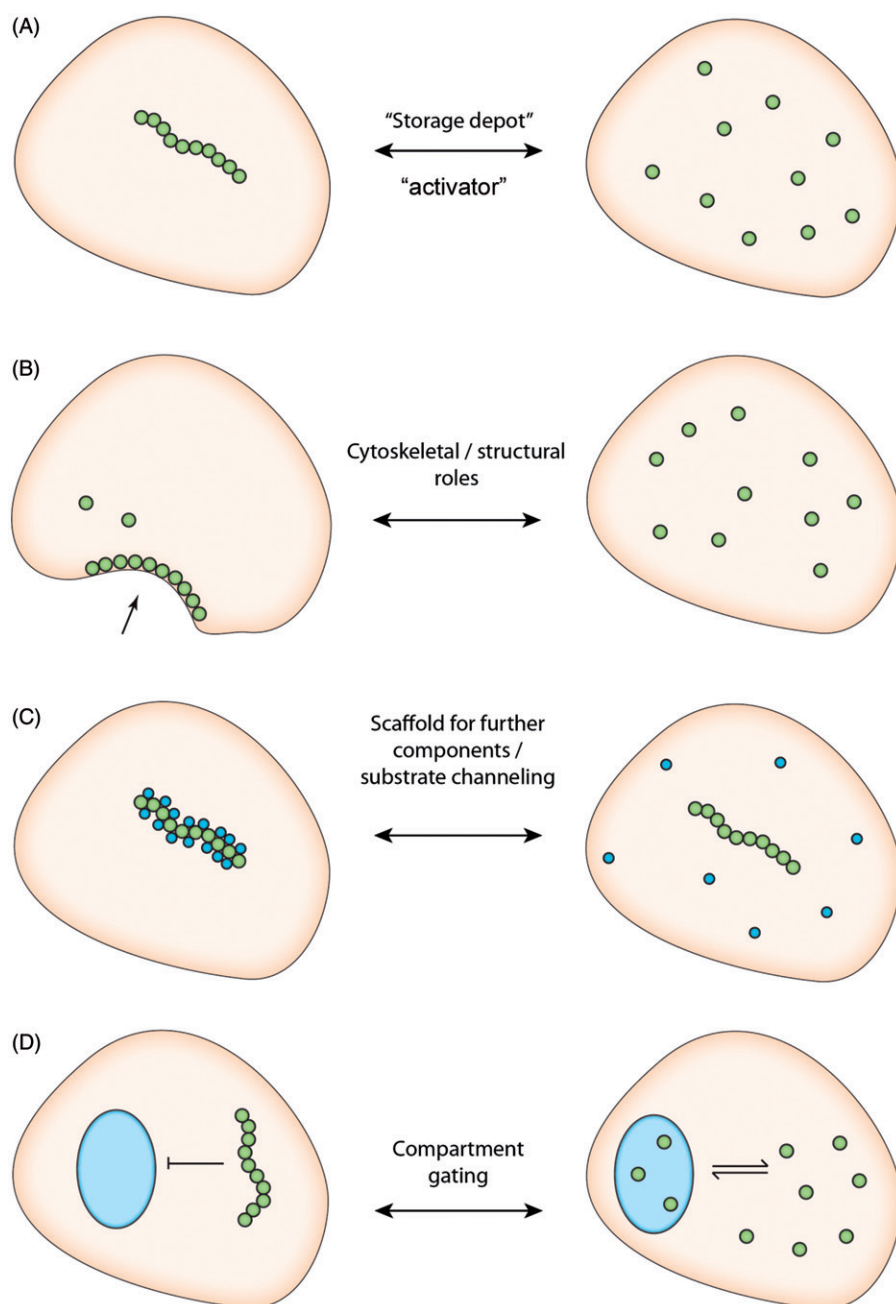 (A)
“Storage depot”
“activator”
(B)
Cytoskeletal / structural
roles
(C)
Scaffold for further
components /
substrate channeling
(D)
Compartment
gating